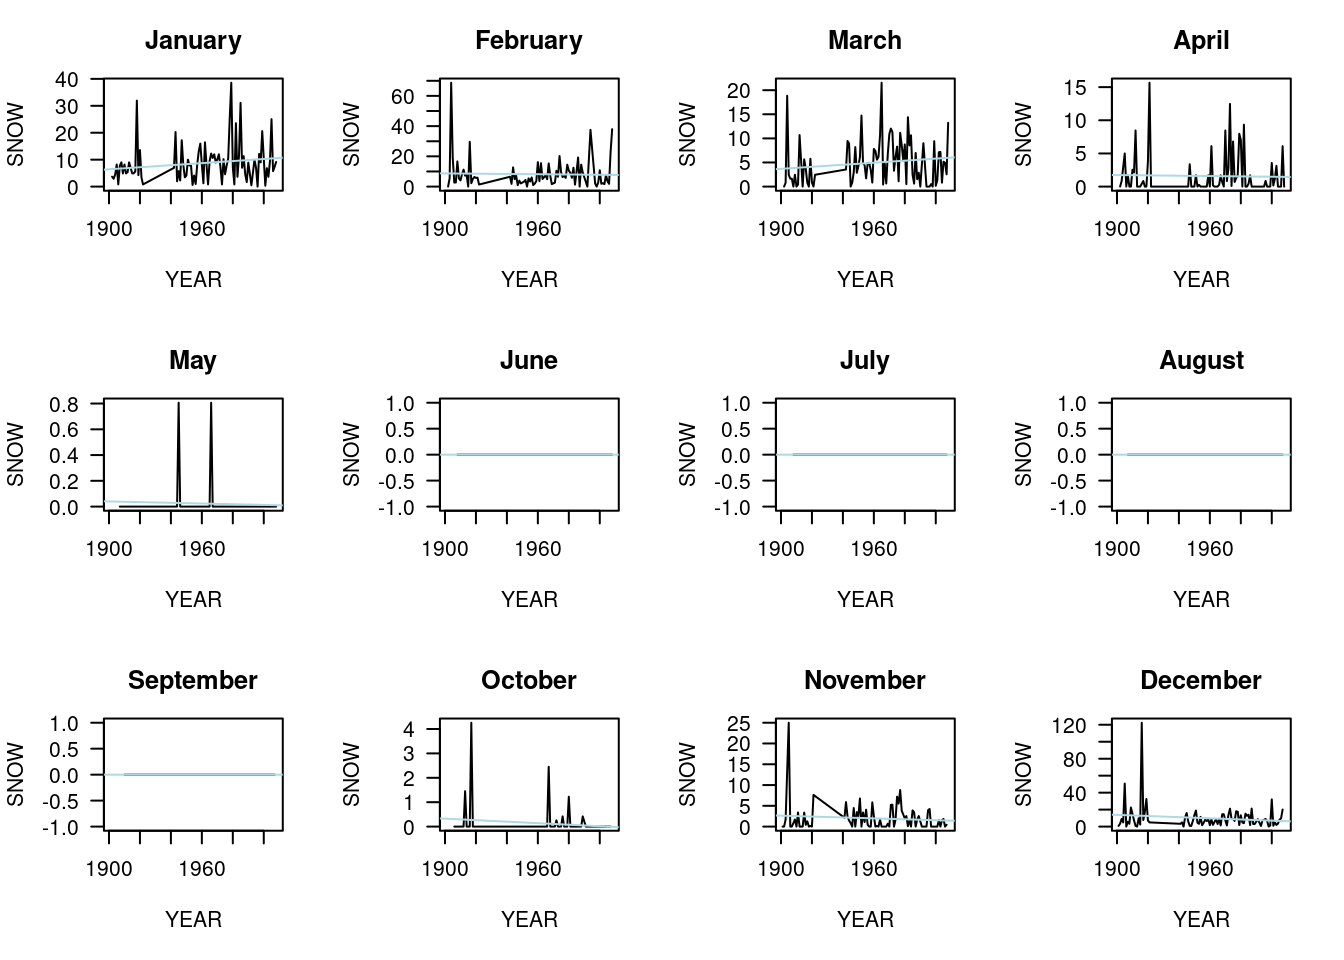 January February March April
SNOW 40 30 20 10 0 SNOW 60 40 20 0 SNOW 20 15 10 5 0 SNOW 15 10 5 0
1900 1960 1900 1960 1900 1960 1900 1960
YEAR YEAR YEAR YEAR
May June July August
SNOW 0.8 0.6 0.4 0.2 0.0 SNOW 1.0 0.5 0.0 -0.5 -1.0 SNOW 1.0 0.5 0.0 -0.5 -1.0 SNOW 1.0 0.5 0.0 -0.5 -1.0
1900 1960 1900 1960 1900 1960 1900 1960
YEAR YEAR YEAR YEAR
September October November December
SNOW 1.0 0.5 0.0 -0.5 -1.0 SNOW 4 3 2 1 0 SNOW 25 20 15 10 5 0 SNOW 120 80 40 0
1900 1960 1900 1960 1900 1960 1900 1960
YEAR YEAR YEAR YEAR